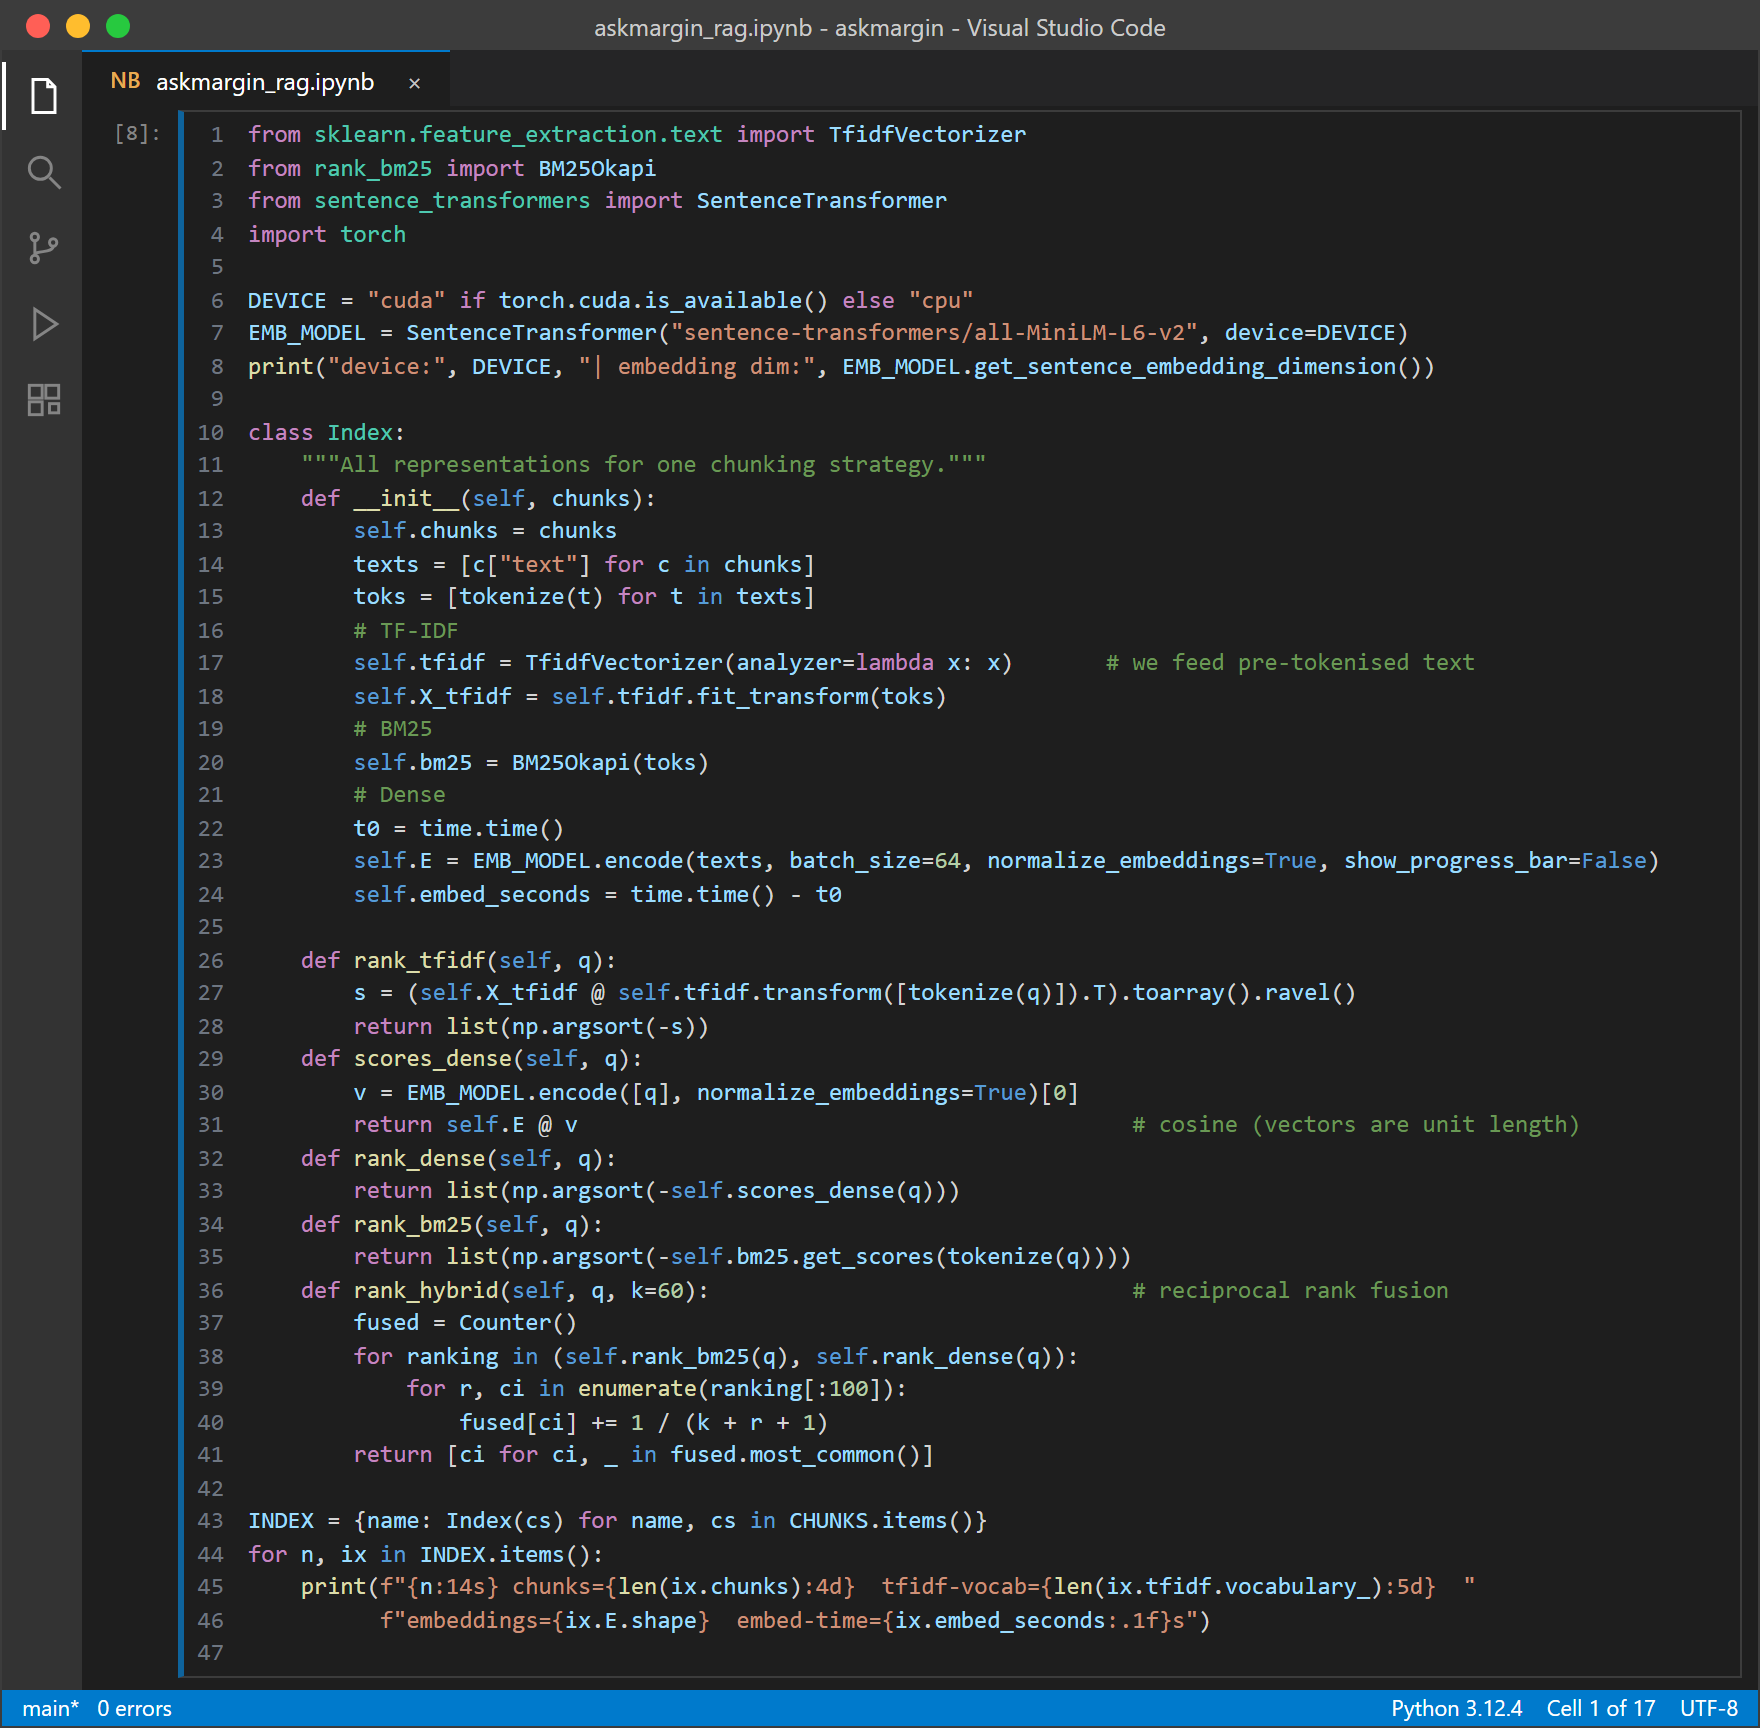 askmargin_rag.ipynb - askmargin - Visual Studio Code
NB askmargin_rag.ipynb ×
[8]:
1 from sklearn.feature_extraction.text import TfidfVectorizer
2 from rank_bm25 import BM25Okapi
3 from sentence_transformers import SentenceTransformer
4 import torch
5
6 DEVICE = "cuda" if torch.cuda.is_available() else "cpu"
7 EMB_MODEL = SentenceTransformer("sentence-transformers/all-MiniLM-L6-v2", device=DEVICE)
8 print("device:", DEVICE, "| embedding dim:", EMB_MODEL.get_sentence_embedding_dimension())
9
10 class Index:
11     """All representations for one chunking strategy."""
12     def __init__(self, chunks):
13         self.chunks = chunks
14         texts = [c["text"] for c in chunks]
15         toks = [tokenize(t) for t in texts]
16         # TF-IDF
17         self.tfidf = TfidfVectorizer(analyzer=lambda x: x)       # we feed pre-tokenised text
18         self.X_tfidf = self.tfidf.fit_transform(toks)
19         # BM25
20         self.bm25 = BM25Okapi(toks)
21         # Dense
22         t0 = time.time()
23         self.E = EMB_MODEL.encode(texts, batch_size=64, normalize_embeddings=True, show_progress_bar=False)
24         self.embed_seconds = time.time() - t0
25
26     def rank_tfidf(self, q):
27         s = (self.X_tfidf @ self.tfidf.transform([tokenize(q)]).T).toarray().ravel()
28         return list(np.argsort(-s))
29     def scores_dense(self, q):
30         v = EMB_MODEL.encode([q], normalize_embeddings=True)[0]
31         return self.E @ v                                          # cosine (vectors are unit length)
32     def rank_dense(self, q):
33         return list(np.argsort(-self.scores_dense(q)))
34     def rank_bm25(self, q):
35         return list(np.argsort(-self.bm25.get_scores(tokenize(q))))
36     def rank_hybrid(self, q, k=60):                                # reciprocal rank fusion
37         fused = Counter()
38         for ranking in (self.rank_bm25(q), self.rank_dense(q)):
39             for r, ci in enumerate(ranking[:100]):
40                 fused[ci] += 1 / (k + r + 1)
41         return [ci for ci, _ in fused.most_common()]
42
43 INDEX = {name: Index(cs) for name, cs in CHUNKS.items()}
44 for n, ix in INDEX.items():
45     print(f"{n:14s} chunks={len(ix.chunks):4d}  tfidf-vocab={len(ix.tfidf.vocabulary_):5d}  "
46           f"embeddings={ix.E.shape}  embed-time={ix.embed_seconds:.1f}s")
47
main* 0 errors Python 3.12.4 Cell 1 of 17 UTF-8